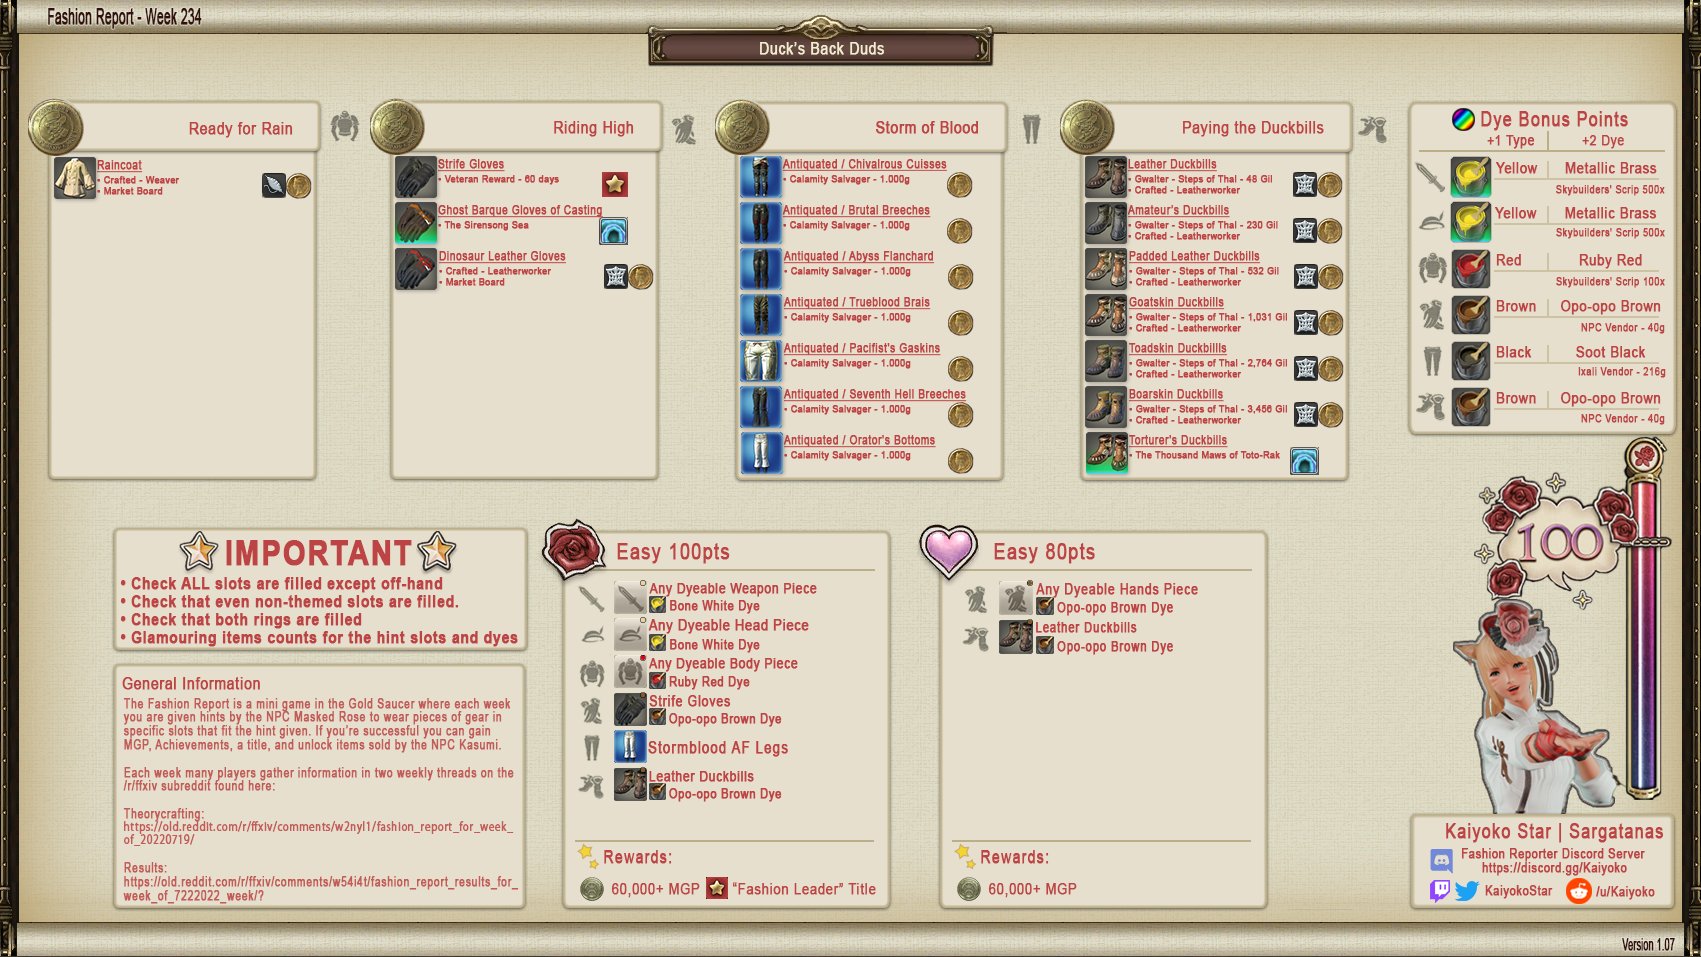 Fashion Report - Week 234
Duck's Back Duds
Ready for Rain
Raincoat
• Crafted - Weaver
• Market Board
Riding High
Strife Gloves
• Veteran Reward - 60 days
Ghost Barque Gloves of Casting
• The Sirensong Sea
Dinosaur Leather Gloves
• Crafted - Leatherworker
• Market Board
Storm of Blood
Antiquated / Chivalrous Cuisses
• Calamity Salvager - 1.000g
Antiquated / Brutal Breeches
• Calamity Salvager - 1.000g
Antiquated / Abyss Flanchard
• Calamity Salvager - 1.000g
Antiquated / Trueblood Brais
• Calamity Salvager - 1.000g
Antiquated / Pacifist's Gaskins
• Calamity Salvager - 1.000g
Antiquated / Seventh Hell Breeches
• Calamity Salvager - 1.000g
Antiquated / Orator's Bottoms
• Calamity Salvager - 1.000g
Paying the Duckbills
Leather Duckbills
• Gwalter - Steps of Thal - 48 Gil
• Crafted - Leatherworker
Amateur's Duckbills
• Gwalter - Steps of Thal - 230 Gil
• Crafted - Leatherworker
Padded Leather Duckbills
• Gwalter - Steps of Thal - 532 Gil
• Crafted - Leatherworker
Goatskin Duckbills
• Gwalter - Steps of Thal - 1,031 Gil
• Crafted - Leatherworker
Toadskin Duckbillls
• Gwalter - Steps of Thal - 2,764 Gil
• Crafted - Leatherworker
Boarskin Duckbills
• Gwalter - Steps of Thal - 3,456 Gil
• Crafted - Leatherworker
Torturer's Duckbills
• The Thousand Maws of Toto-Rak
Dye Bonus Points
+1 Type +2 Dye
Yellow Metallic Brass
Skybuilders' Scrip 500x
Yellow Metallic Brass
Skybuilders' Scrip 500x
Red Ruby Red
Skybuilders' Scrip 100x
Brown Opo-opo Brown
NPC Vendor - 40g
Black Soot Black
Ixali Vendor - 216g
Brown Opo-opo Brown
NPC Vendor - 40g
IMPORTANT
• Check ALL slots are filled except off-hand
• Check that even non-themed slots are filled.
• Check that both rings are filled
• Glamouring items counts for the hint slots and dyes
General Information
The Fashion Report is a mini game in the Gold Saucer where each week
you are given hints by the NPC Masked Rose to wear pieces of gear in
specific slots that fit the hint given. If you're successful you can gain
MGP, Achievements, a title, and unlock items sold by the NPC Kasumi.
Each week many players gather information in two weekly threads on the
/r/ffxiv subreddit found here:
Theorycrafting:
https://old.reddit.com/r/ffxiv/comments/w2nyl1/fashion_report_for_week_
of_20220719/
Results:
https://old.reddit.com/r/ffxiv/comments/w54i4t/fashion_report_results_for_
week_of_7222022_week/?
Easy 100pts
Any Dyeable Weapon Piece
Bone White Dye
Any Dyeable Head Piece
Bone White Dye
Any Dyeable Body Piece
Ruby Red Dye
Strife Gloves
Opo-opo Brown Dye
Stormblood AF Legs
Leather Duckbills
Opo-opo Brown Dye
Rewards:
60,000+ MGP "Fashion Leader" Title
Easy 80pts
Any Dyeable Hands Piece
Opo-opo Brown Dye
Leather Duckbills
Opo-opo Brown Dye
Rewards:
60,000+ MGP
100
Kaiyoko Star | Sargatanas
Fashion Reporter Discord Server
https://discord.gg/Kaiyoko
KaiyokoStar /u/Kaiyoko
Version 1.07